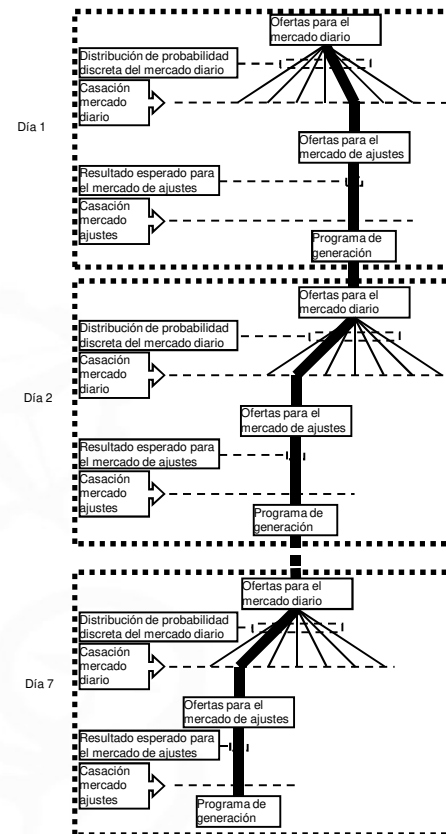 Ofertas para el
mercado diario
Distribución de probabilidad
discreta del mercado diario
Casación
mercado
diario
Día 1
Ofertas para el
mercado de ajustes
Resultado esperado para
el mercado de ajustes
Casación
mercado
ajustes
Programa de
generación
Ofertas para el
mercado diario
Distribución de probabilidad
discreta del mercado diario
Casación
mercado
diario
Día 2
Ofertas para el
mercado de ajustes
Resultado esperado para
el mercado de ajustes
Casación
mercado
ajustes
Programa de
generación
Ofertas para el
mercado diario
Distribución de probabilidad
discreta del mercado diario
Casación
mercado
diario
Día 7
Ofertas para el
mercado de ajustes
Resultado esperado para
el mercado de ajustes
Casación
mercado
ajustes
Programa de
generación